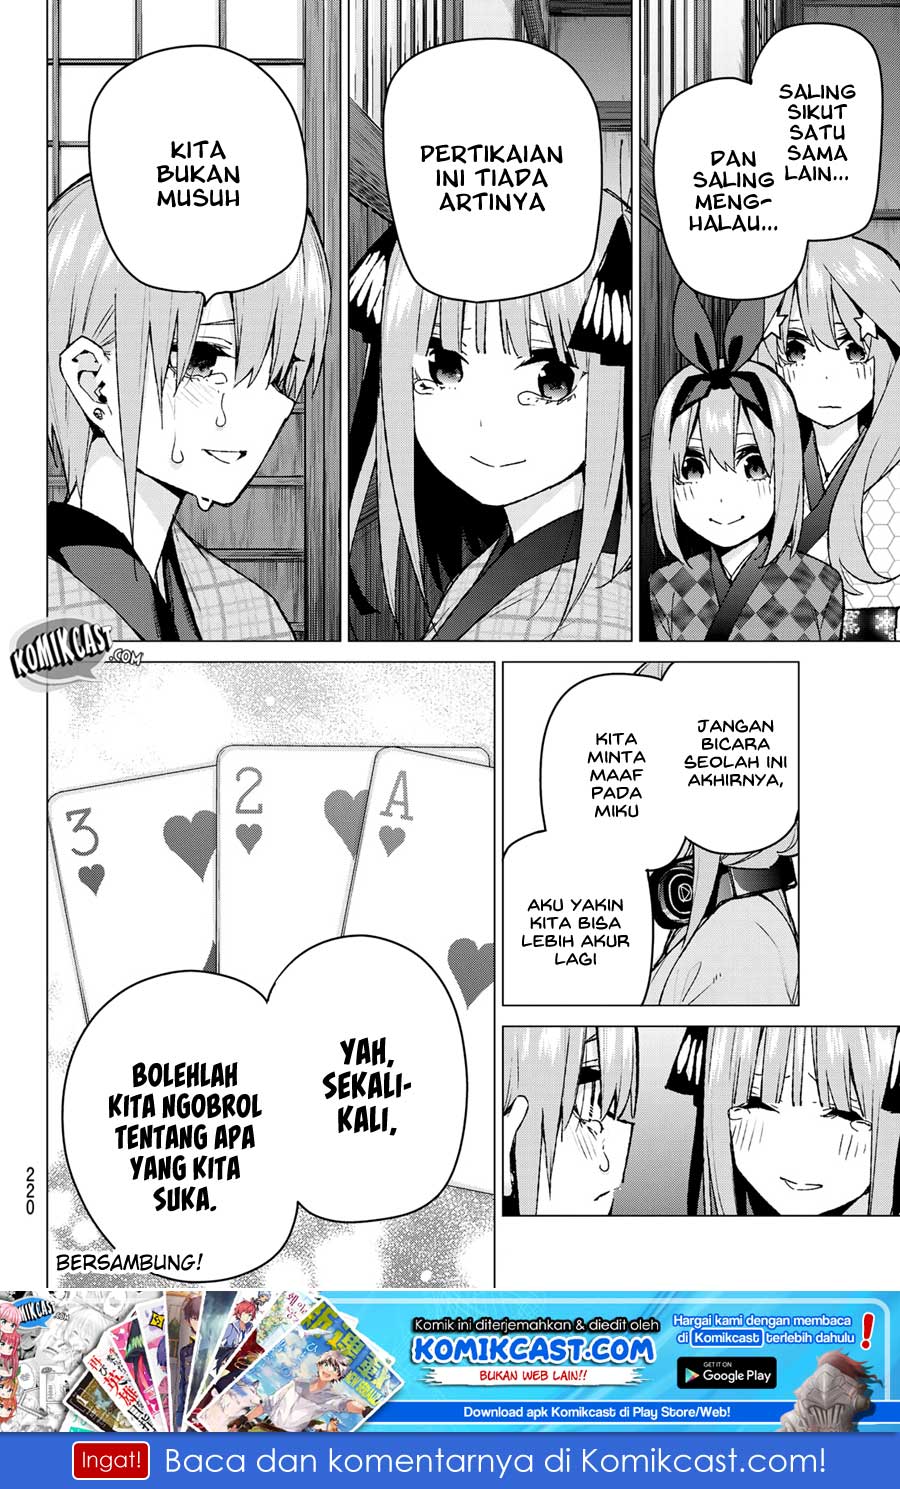 SALING
SIKUT
SATU
SAMA
LAIN...
DAN
SALING
MENG-
HALAU...
PERTIKAIAN
INI TIADA
ARTINYA
KITA
BUKAN
MUSUH
KOMIKCAST.COM
JANGAN
BICARA
SEOLAH INI
AKHIRNYA,
KITA
MINTA
MAAF
PADA
MIKU
AKU YAKIN
KITA BISA
LEBIH AKUR
LAGI
3
2
A
YAH,
SEKALI-
KALI,
BOLEHLAH
KITA NGOBROL
TENTANG APA
YANG KITA
SUKA.
220
BERSAMBUNG!
Komik ini diterjemahkan & diedit oleh
KOMIKCAST.COM
BUKAN WEB LAIN!!
Hargai kami dengan membaca
di Komikcast terlebih dahulu
!
GET IT ON
Google Play
Download apk Komikcast di Play Store/Web!
Ingat! Baca dan komentarnya di Komikcast.com!